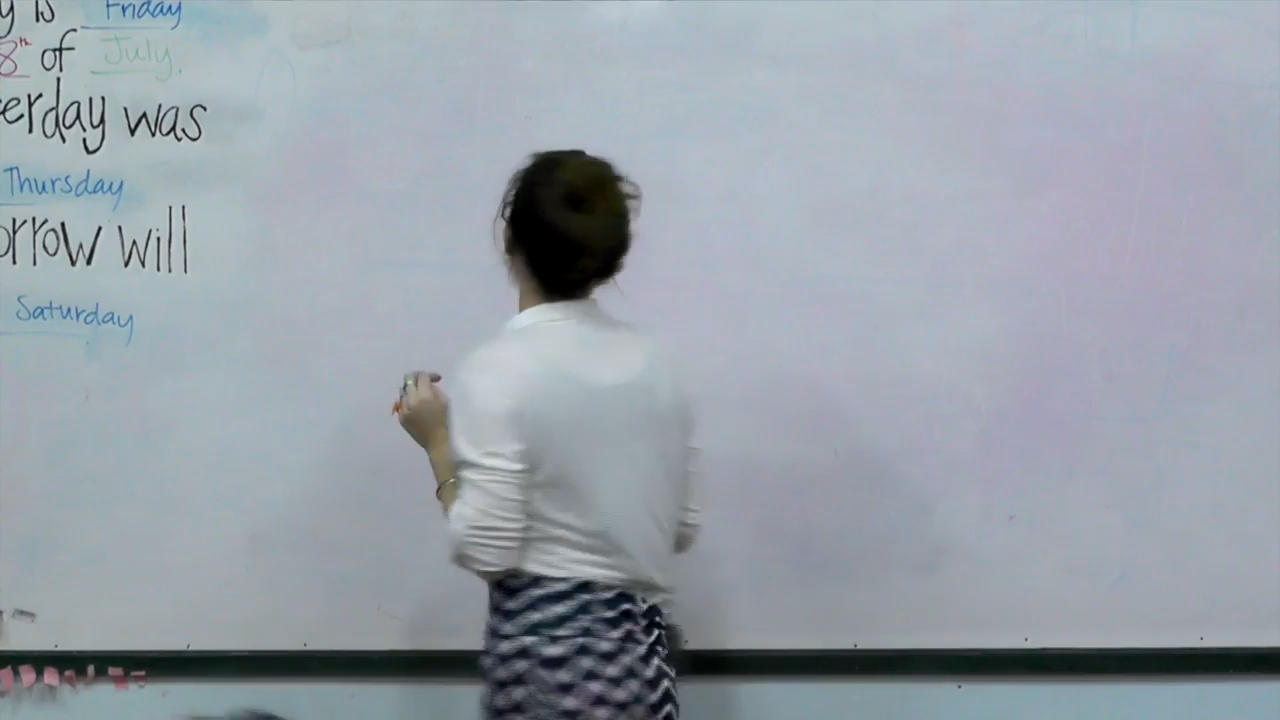 y is Friday
8th of July.
erday was
Thursday
orrow will
Saturday